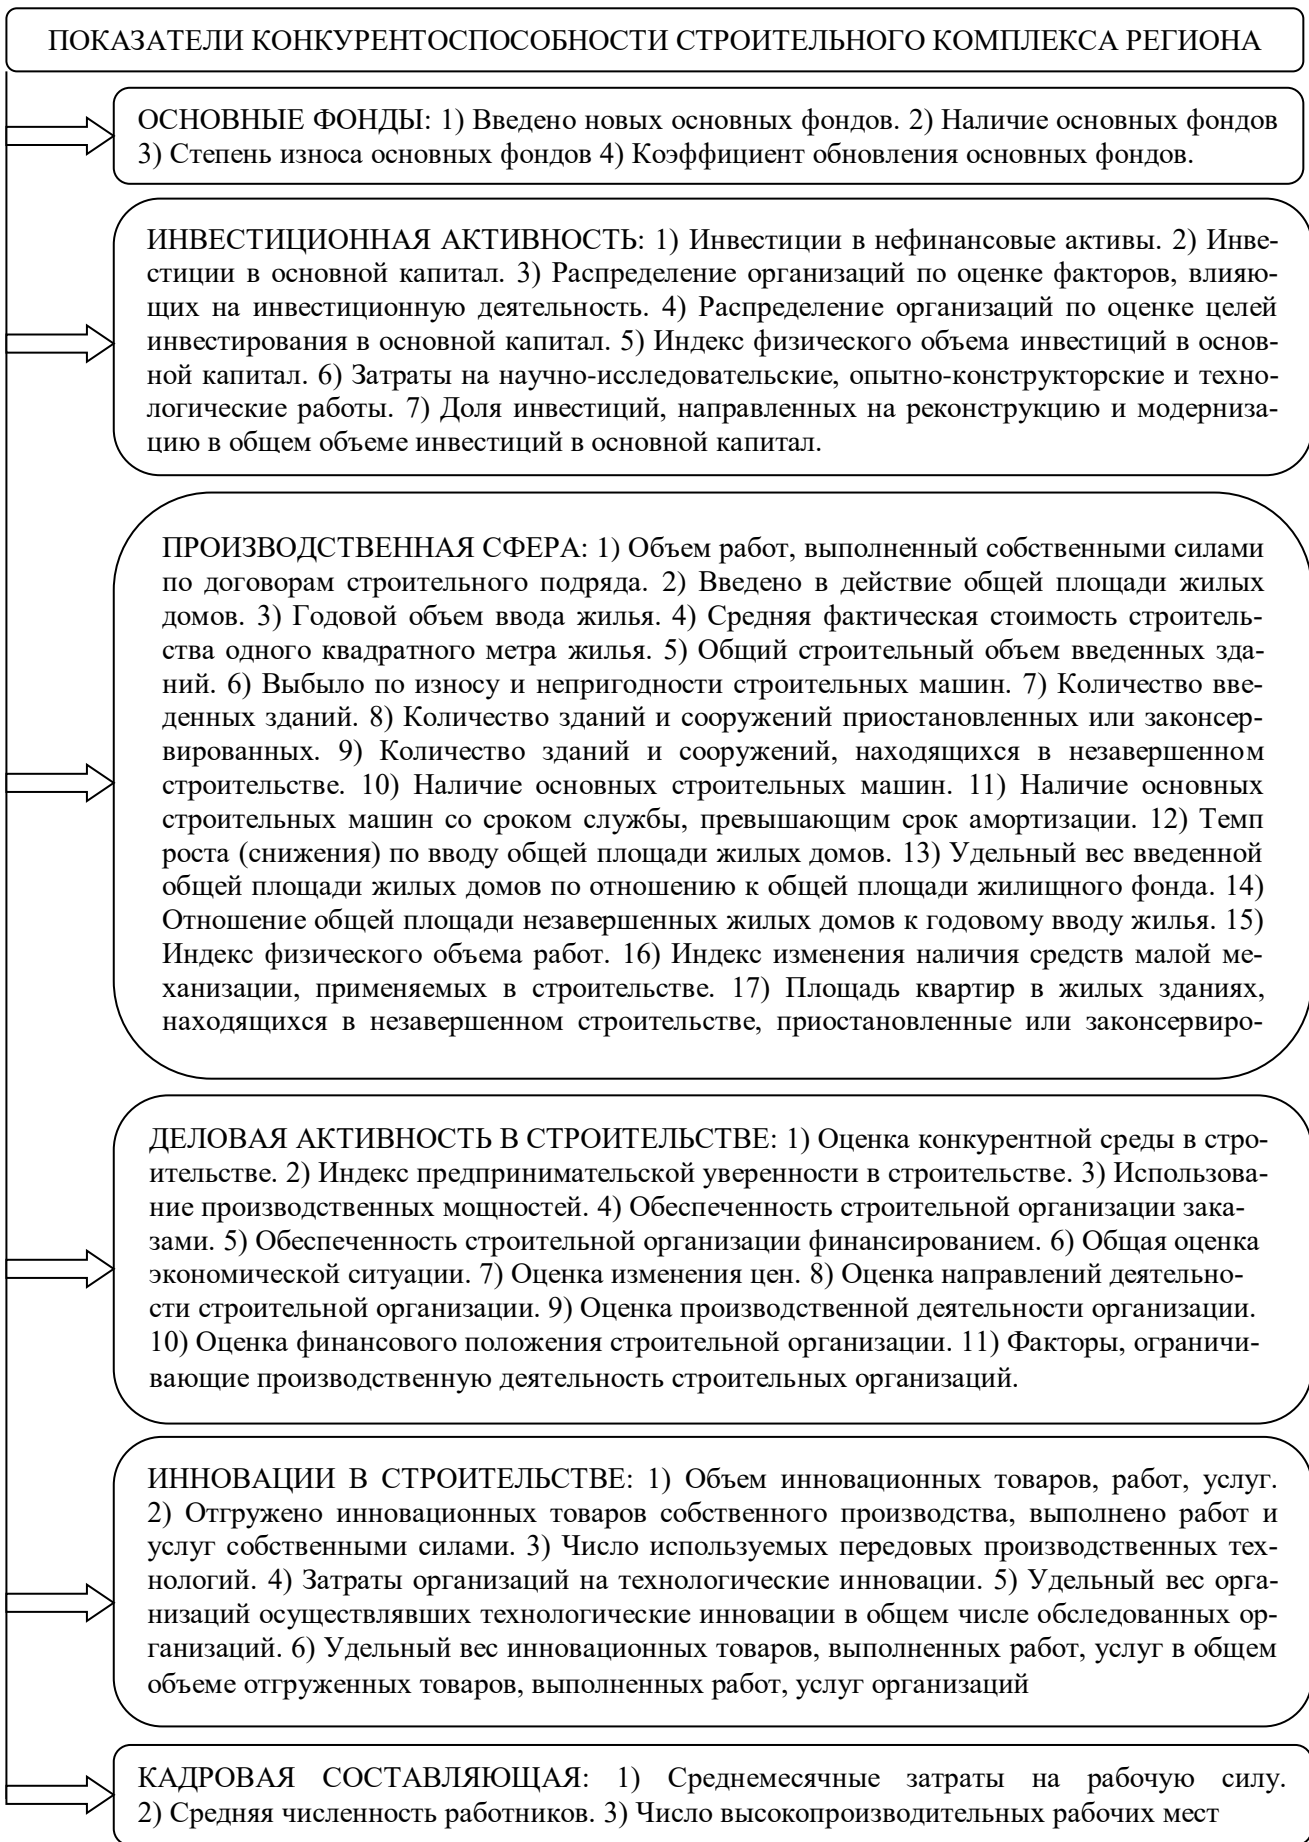 ПОКАЗАТЕЛИ КОНКУРЕНТОСПОСОБНОСТИ СТРОИТЕЛЬНОГО КОМПЛЕКСА РЕГИОНА
ОСНОВНЫЕ ФОНДЫ: 1) Введено новых основных фондов. 2) Наличие основных фондов
3) Степень износа основных фондов 4) Коэффициент обновления основных фондов.
ИНВЕСТИЦИОННАЯ АКТИВНОСТЬ: 1) Инвестиции в нефинансовые активы. 2) Инве-
стиции в основной капитал. 3) Распределение организаций по оценке факторов, влияю-
щих на инвестиционную деятельность. 4) Распределение организаций по оценке целей
инвестирования в основной капитал. 5) Индекс физического объема инвестиций в основ-
ной капитал. 6) Затраты на научно-исследовательские, опытно-конструкторские и техно-
логические работы. 7) Доля инвестиций, направленных на реконструкцию и модерниза-
цию в общем объеме инвестиций в основной капитал.
ПРОИЗВОДСТВЕННАЯ СФЕРА: 1) Объем работ, выполненный собственными силами
по договорам строительного подряда. 2) Введено в действие общей площади жилых
домов. 3) Годовой объем ввода жилья. 4) Средняя фактическая стоимость строитель-
ства одного квадратного метра жилья. 5) Общий строительный объем введенных зда-
ний. 6) Выбыло по износу и непригодности строительных машин. 7) Количество вве-
денных зданий. 8) Количество зданий и сооружений приостановленных или законсер-
вированных. 9) Количество зданий и сооружений, находящихся в незавершенном
строительстве. 10) Наличие основных строительных машин. 11) Наличие основных
строительных машин со сроком службы, превышающим срок амортизации. 12) Темп
роста (снижения) по вводу общей площади жилых домов. 13) Удельный вес введенной
общей площади жилых домов по отношению к общей площади жилищного фонда. 14)
Отношение общей площади незавершенных жилых домов к годовому вводу жилья. 15)
Индекс физического объема работ. 16) Индекс изменения наличия средств малой ме-
ханизации, применяемых в строительстве. 17) Площадь квартир в жилых зданиях,
находящихся в незавершенном строительстве, приостановленные или законсервиро-
ДЕЛОВАЯ АКТИВНОСТЬ В СТРОИТЕЛЬСТВЕ: 1) Оценка конкурентной среды в стро-
ительстве. 2) Индекс предпринимательской уверенности в строительстве. 3) Использова-
ние производственных мощностей. 4) Обеспеченность строительной организации зака-
зами. 5) Обеспеченность строительной организации финансированием. 6) Общая оценка
экономической ситуации. 7) Оценка изменения цен. 8) Оценка направлений деятельно-
сти строительной организации. 9) Оценка производственной деятельности организации.
10) Оценка финансового положения строительной организации. 11) Факторы, ограничи-
вающие производственную деятельность строительных организаций.
ИННОВАЦИИ В СТРОИТЕЛЬСТВЕ: 1) Объем инновационных товаров, работ, услуг.
2) Отгружено инновационных товаров собственного производства, выполнено работ и
услуг собственными силами. 3) Число используемых передовых производственных тех-
нологий. 4) Затраты организаций на технологические инновации. 5) Удельный вес орга-
низаций осуществлявших технологические инновации в общем числе обследованных ор-
ганизаций. 6) Удельный вес инновационных товаров, выполненных работ, услуг в общем
объеме отгруженных товаров, выполненных работ, услуг организаций
КАДРОВАЯ СОСТАВЛЯЮЩАЯ: 1) Среднемесячные затраты на рабочую силу.
2) Средняя численность работников. 3) Число высокопроизводительных рабочих мест